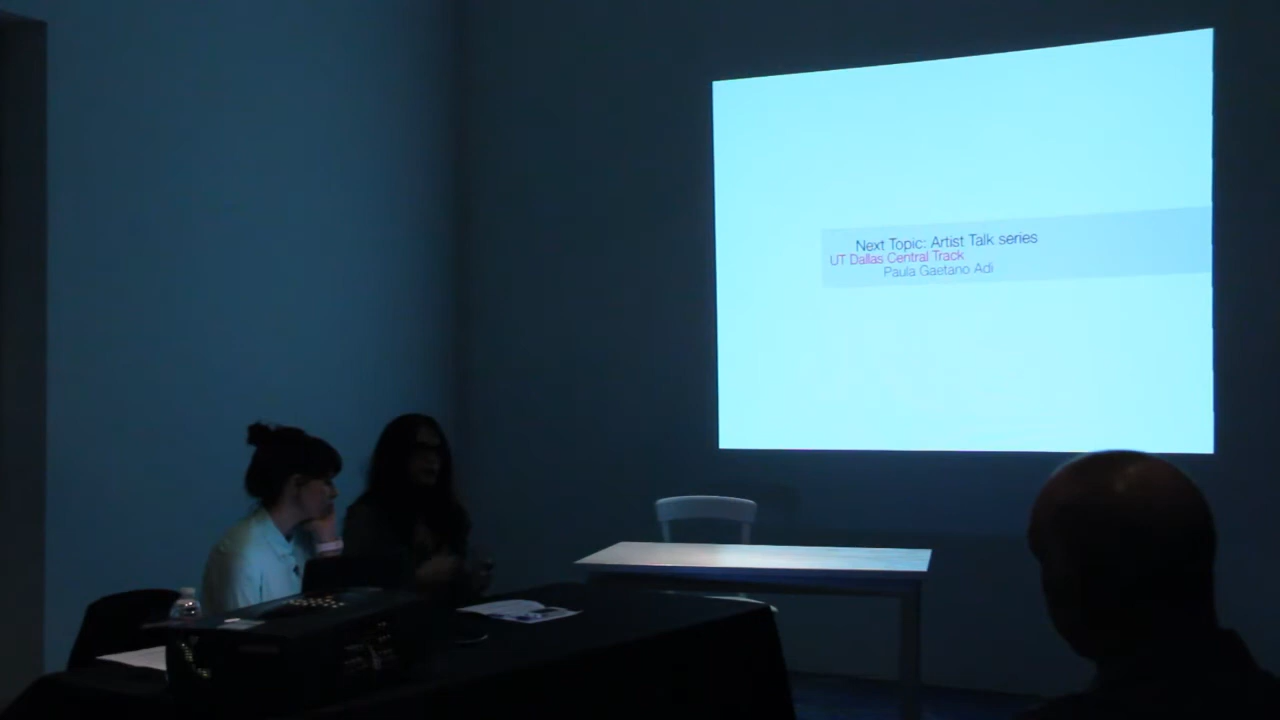 Next Topic: Artist Talk series
UT Dallas Central Track
Paula Gaetano Adi